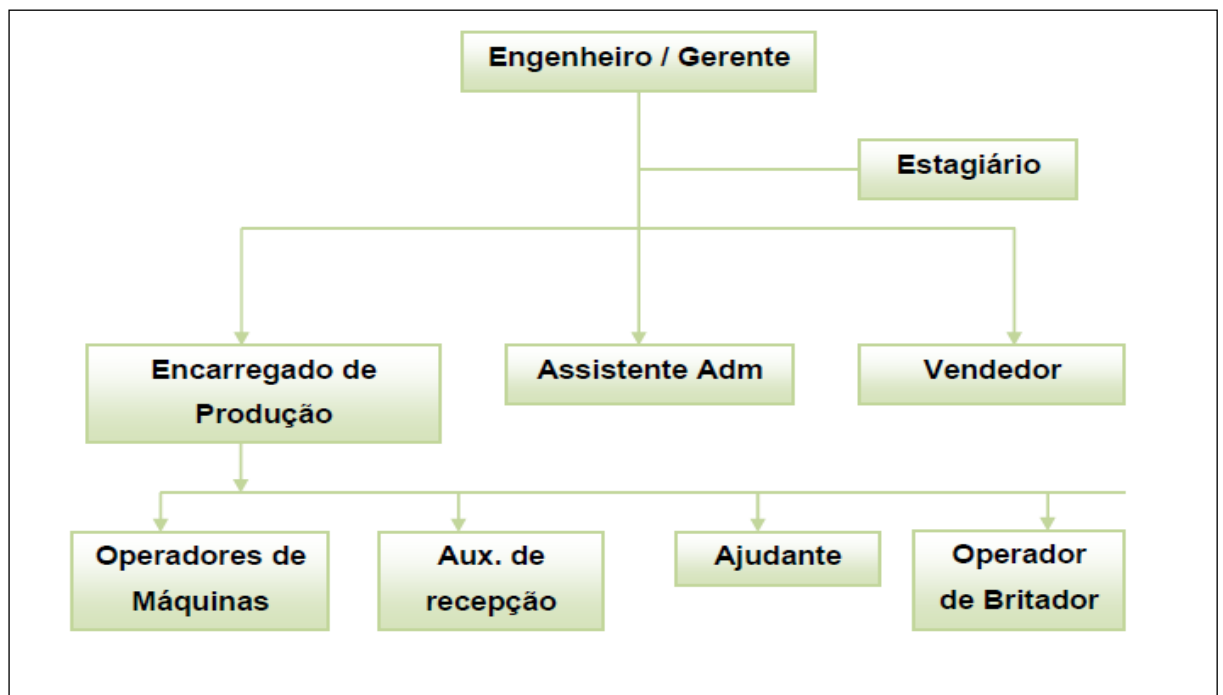 Engenheiro / Gerente
Estagiário
Encarregado de
Produção
Assistente Adm
Vendedor
Operadores de
Máquinas
Aux. de
recepção
Ajudante
Operador
de Britador